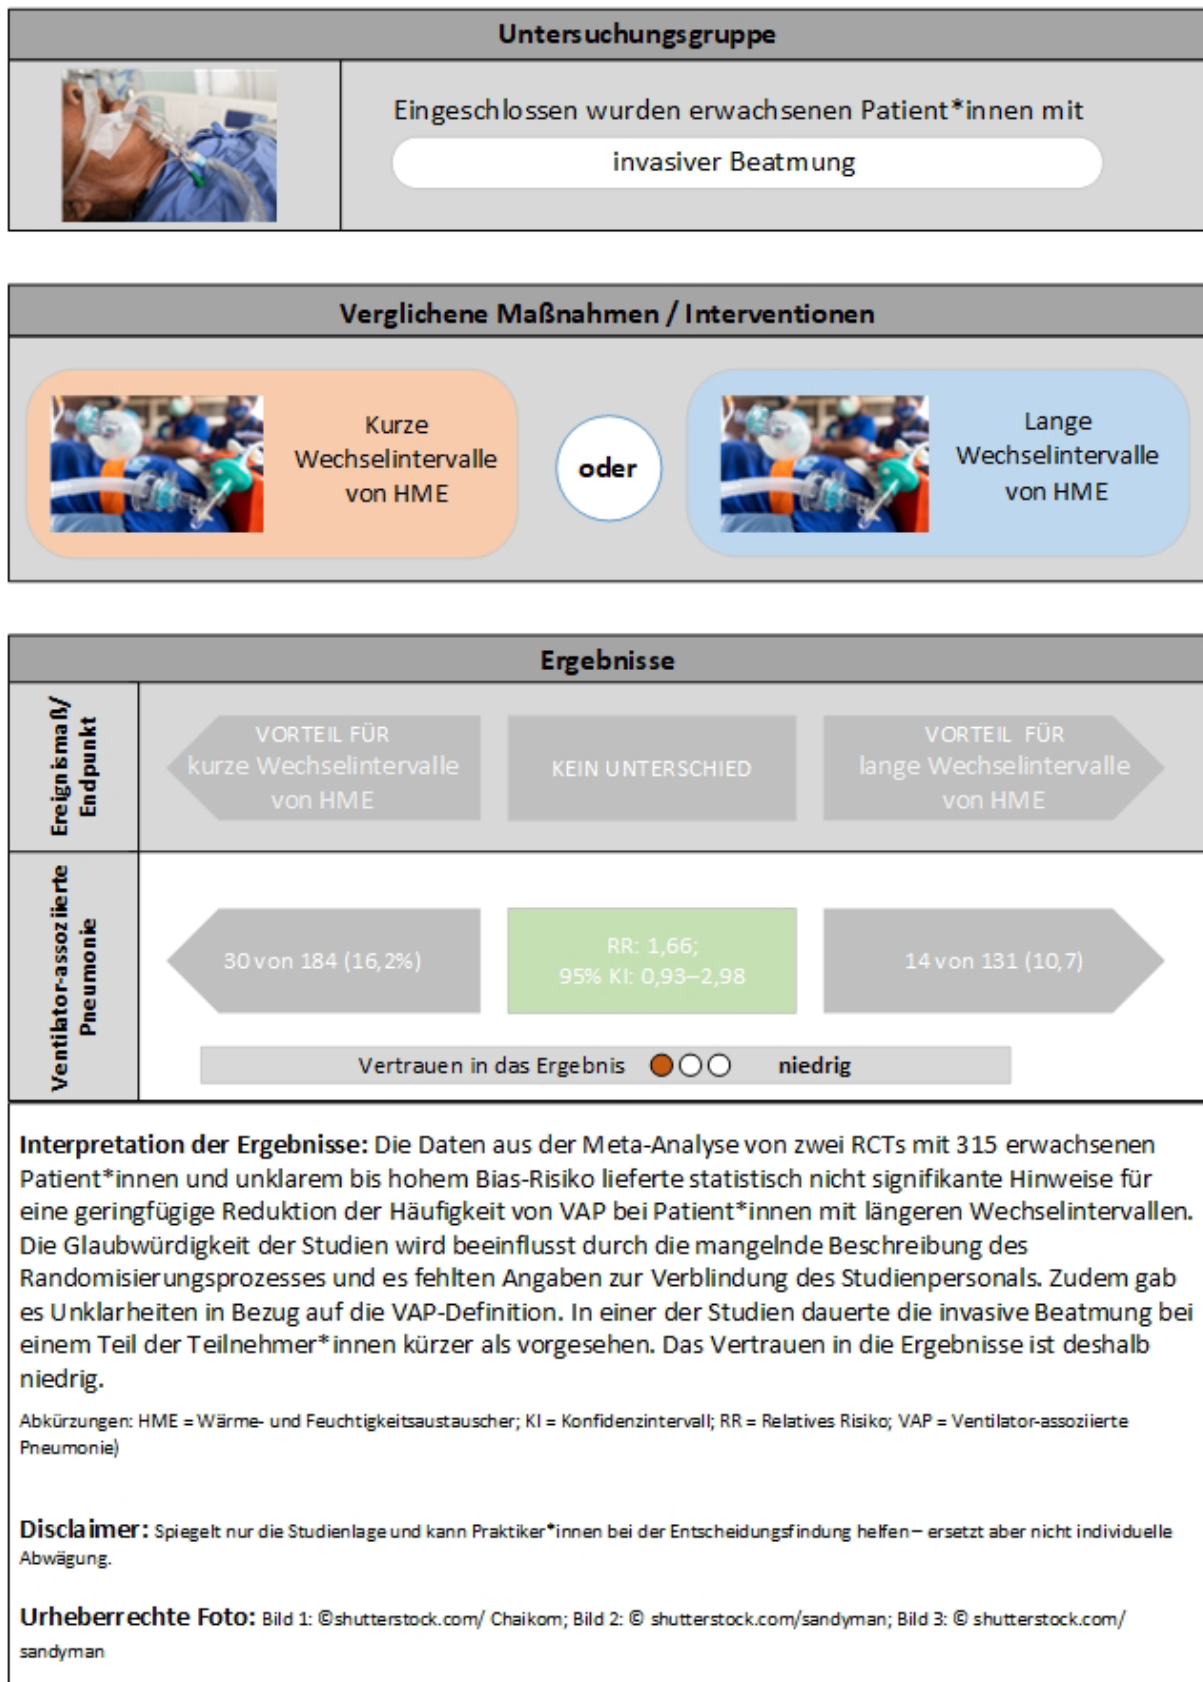 Untersuchungsgruppe
Eingeschlossen wurden erwachsenen Patient*innen mit
invasiver Beatmung
Verglichene Maßnahmen / Interventionen
Kurze
Wechselintervalle
von HME
oder
Lange
Wechselintervalle
von HME
Ergebnisse
Ereignismaß/
Endpunkt
VORTEIL FÜR
kurze Wechselintervalle
von HME
KEIN UNTERSCHIED
VORTEIL FÜR
lange Wechselintervalle
von HME
Ventilator-assoziierte
Pneumonie
30 von 184 (16,2%)
RR: 1,66;
95% KI: 0,93–2,98
14 von 131 (10,7)
Vertrauen in das Ergebnis niedrig
Interpretation der Ergebnisse: Die Daten aus der Meta-Analyse von zwei RCTs mit 315 erwachsenen
Patient*innen und unklarem bis hohem Bias-Risiko lieferte statistisch nicht signifikante Hinweise für
eine geringfügige Reduktion der Häufigkeit von VAP bei Patient*innen mit längeren Wechselintervallen.
Die Glaubwürdigkeit der Studien wird beeinflusst durch die mangelnde Beschreibung des
Randomisierungsprozesses und es fehlten Angaben zur Verblindung des Studienpersonals. Zudem gab
es Unklarheiten in Bezug auf die VAP-Definition. In einer der Studien dauerte die invasive Beatmung bei
einem Teil der Teilnehmer*innen kürzer als vorgesehen. Das Vertrauen in die Ergebnisse ist deshalb
niedrig.
Abkürzungen: HME = Wärme- und Feuchtigkeitsaustauscher; KI = Konfidenzintervall; RR = Relatives Risiko; VAP = Ventilator-assoziierte
Pneumonie)
Disclaimer: Spiegelt nur die Studienlage und kann Praktiker*innen bei der Entscheidungsfindung helfen – ersetzt aber nicht individuelle
Abwägung.
Urheberrechte Foto: Bild 1: ©shutterstock.com/ Chaikom; Bild 2: © shutterstock.com/sandyman; Bild 3: © shutterstock.com/
sandyman